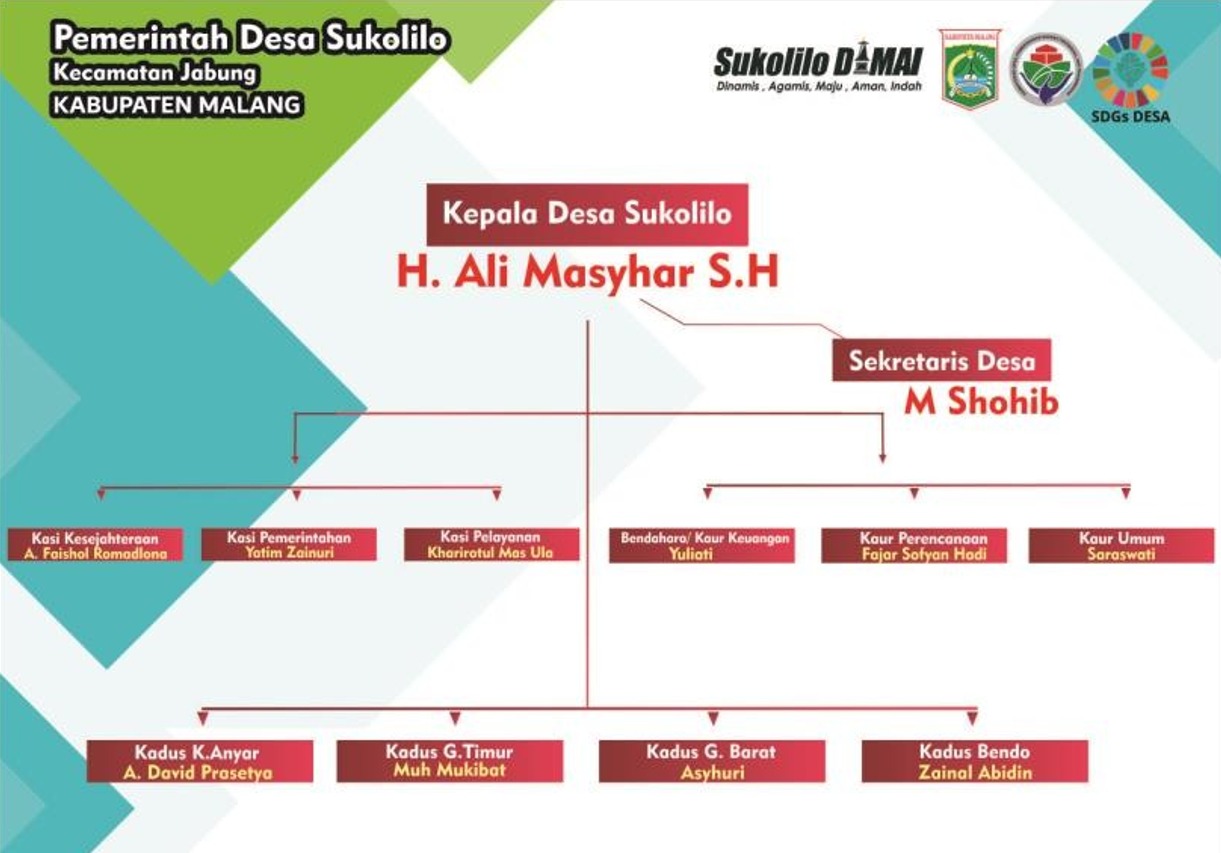 Pemerintah Desa Sukolilo
Kecamatan Jabung
KABUPATEN MALANG
Sukolilo DAMAI
Dinamis , Agamis, Maju , Aman, Indah
KABUPATEN MALANG
SDGs DESA
Kepala Desa Sukolilo
H. Ali Masyhar S.H
Sekretaris Desa
M Shohib
Kasi Kesejahteraan
A. Faishol Romadlona
Kasi Pemerintahan
Yatim Zainuri
Kasi Pelayanan
Kharirotul Mas Ula
Bendaharo/ Kaur Keuangan
Yuliati
Kaur Perencanaan
Fajar Sofyan Hadi
Kaur Umum
Saraswati
Kadus K.Anyar
A. David Prasetya
Kadus G.Timur
Muh Mukibat
Kadus G. Barat
Asyhuri
Kadus Bendo
Zainal Abidin